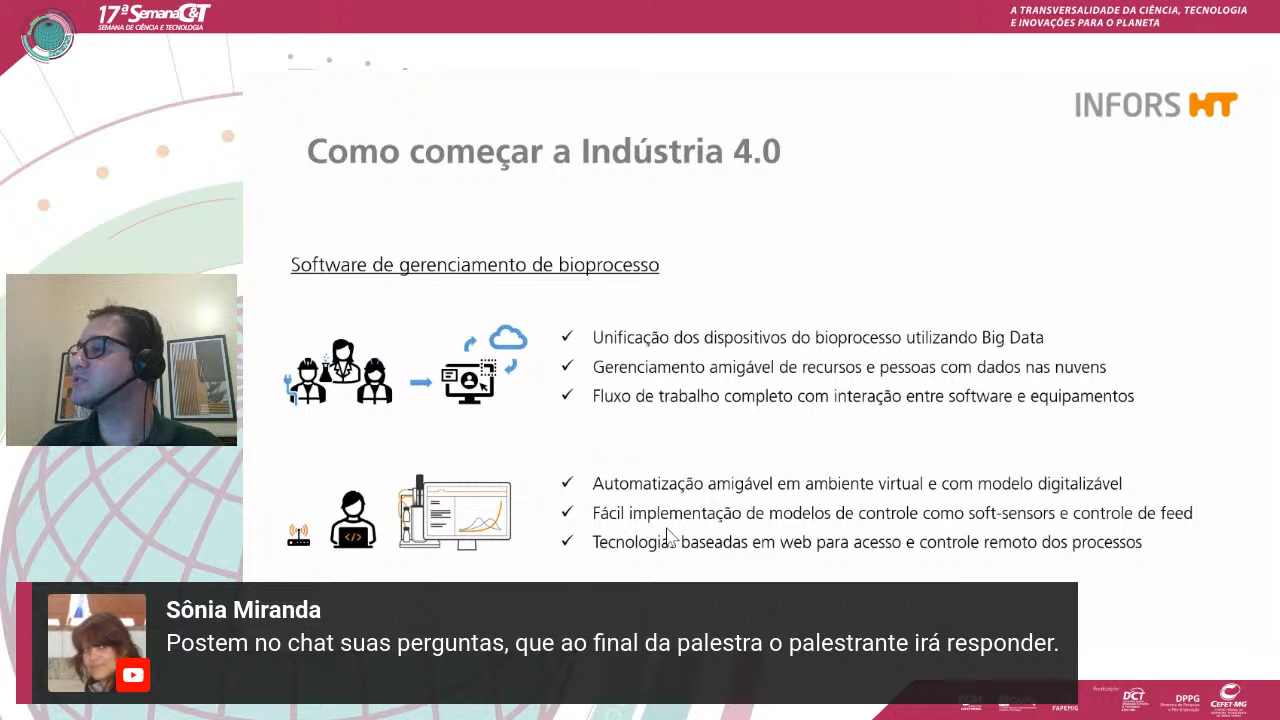 17ª SemanaC&T
SEMANA DE CIÊNCIA E TECNOLOGIA
A TRANSVERSALIDADE DA CIÊNCIA, TECNOLOGIA
E INOVAÇÕES PARA O PLANETA
INFORS HT
Como começar a Indústria 4.0
Software de gerenciamento de bioprocesso
✓ Unificação dos dispositivos do bioprocesso utilizando Big Data
✓ Gerenciamento amigável de recursos e pessoas com dados nas nuvens
✓ Fluxo de trabalho completo com interação entre software e equipamentos
</>
✓ Automatização amigável em ambiente virtual e com modelo digitalizável
✓ Fácil implementação de modelos de controle como soft-sensors e controle de feed
✓ Tecnologias baseadas em web para acesso e controle remoto dos processos
Sônia Miranda
Postem no chat suas perguntas, que ao final da palestra o palestrante irá responder.
Realização
FAPEMIG
DCT
DPPG
CEFET-MG